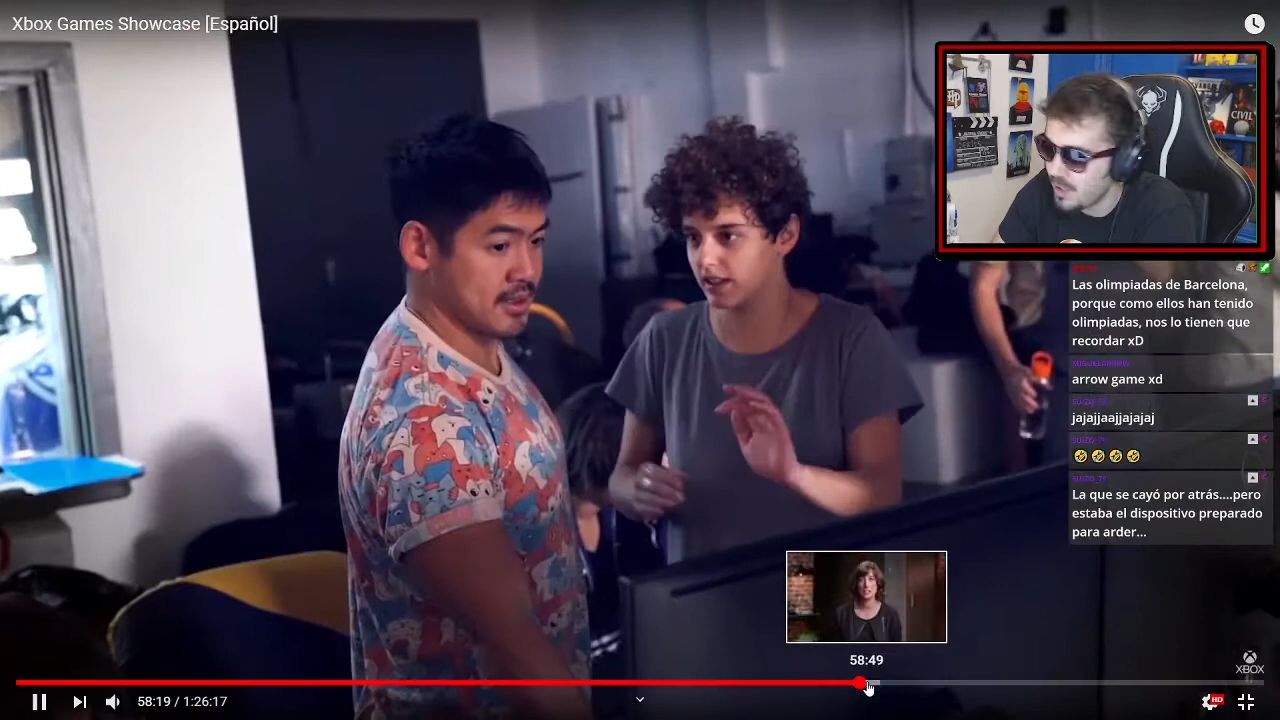 Xbox Games Showcase [Español]
CIVIL
Las olimpiadas de Barcelona,
porque como ellos han tenido
olimpiadas, nos lo tienen que
recordar xD
arrow game xd
jajajjaajjajajaj
La que se cayó por atrás....pero
estaba el dispositivo preparado
para arder...
58:49
XBOX
58:19 / 1:26:17
HD